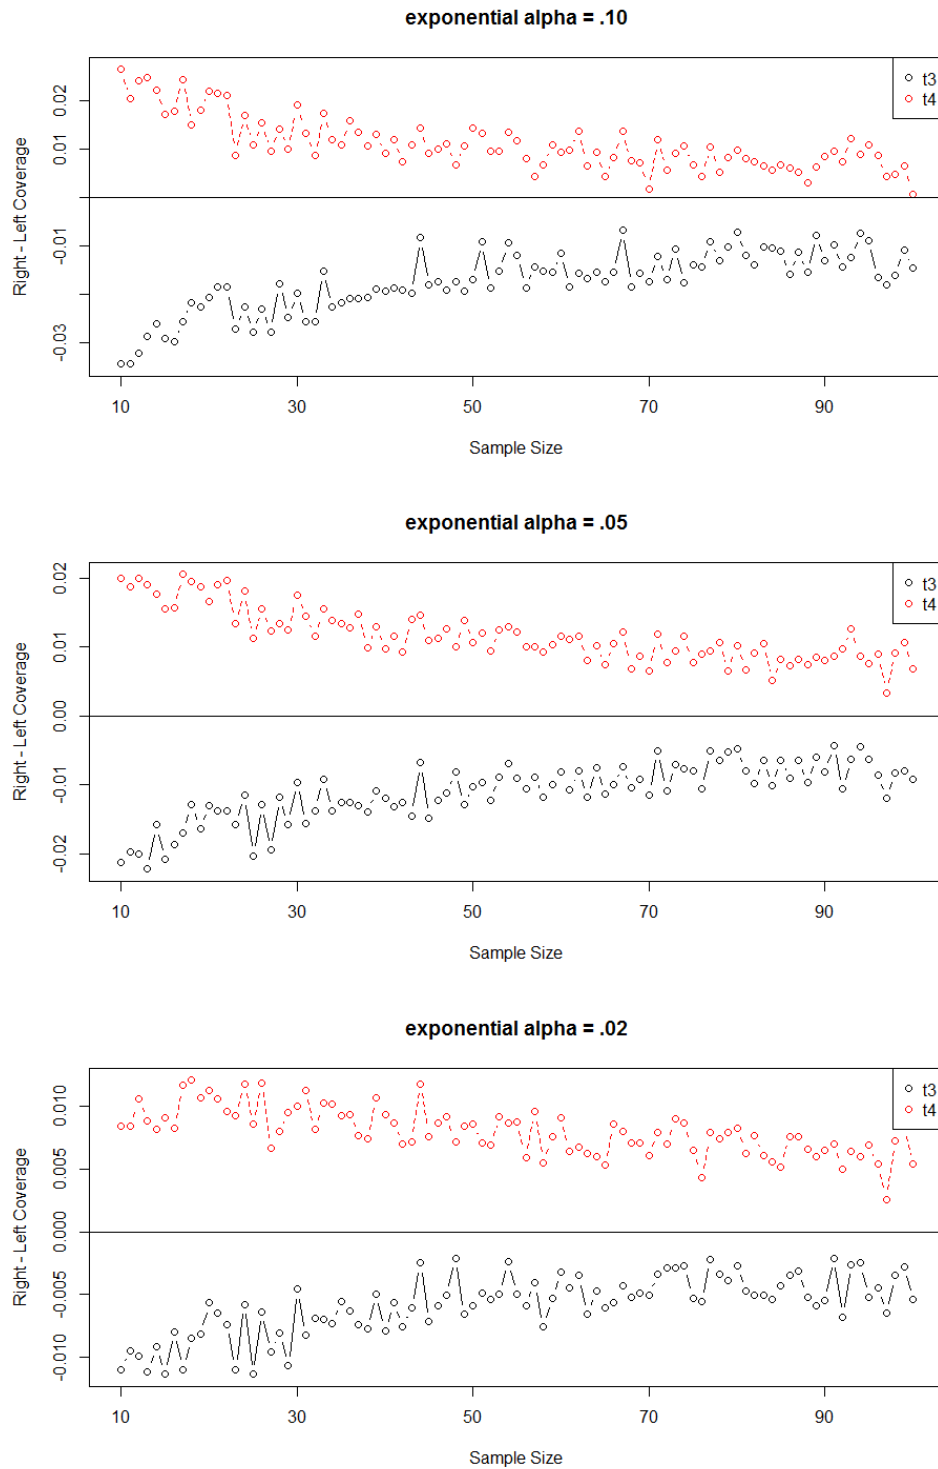 exponential alpha = .10
t3
t4
Right - Left Coverage
0.02
0.01
-0.01
-0.03
10 30 50 70 90
Sample Size
exponential alpha = .05
t3
t4
Right - Left Coverage
0.02
0.01
0.00
-0.01
-0.02
10 30 50 70 90
Sample Size
exponential alpha = .02
t3
t4
Right - Left Coverage
0.010
0.005
0.000
-0.005
-0.010
10 30 50 70 90
Sample Size